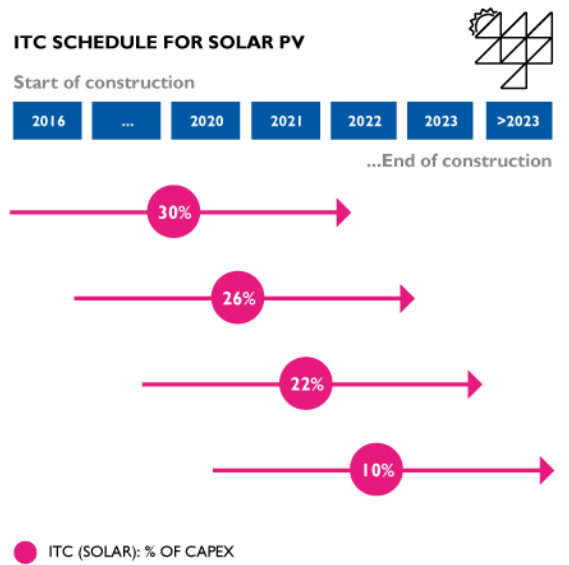 ITC SCHEDULE FOR SOLAR PV
Start of construction
2016 ... 2020 2021 2022 2023 >2023
...End of construction
30%
26%
22%
10%
ITC (SOLAR): % OF CAPEX